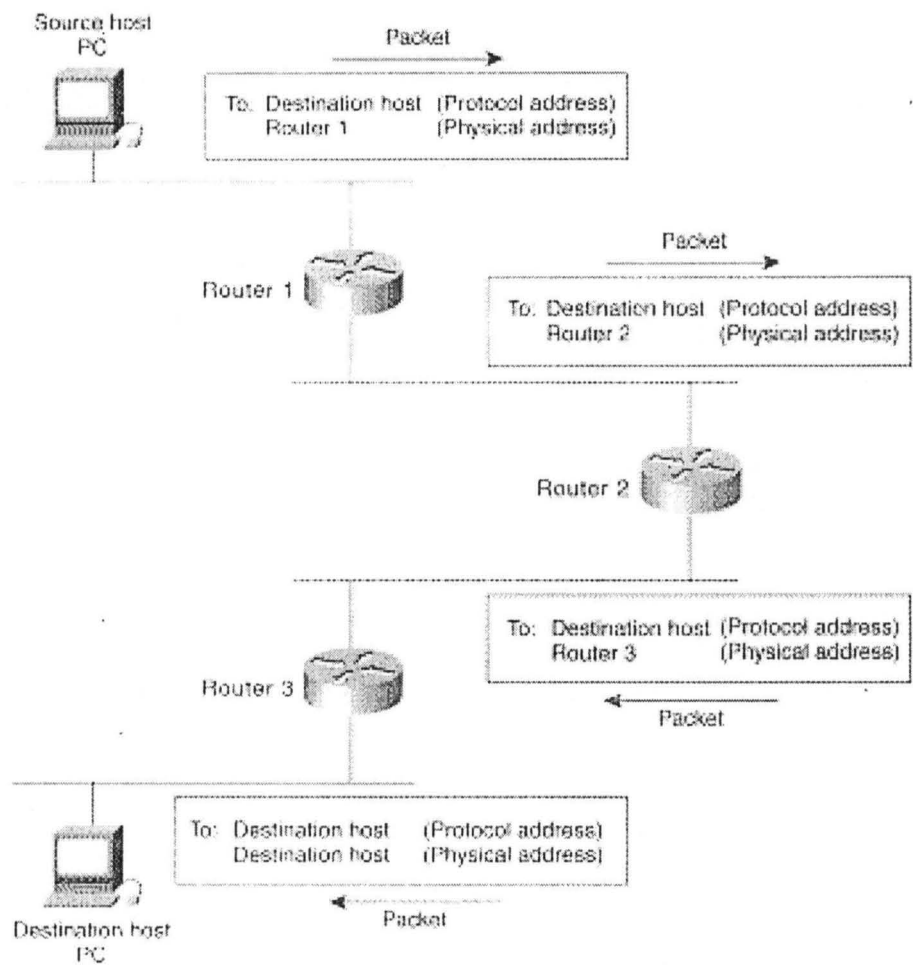 Source host
PC
Packet
To: Destination host (Protocol address)
Router 1 (Physical address)
Router 1
Packet
To: Destination host (Protocol address)
Router 2 (Physical address)
Router 2
To: Destination host (Protocol address)
Router 3 (Physical address)
Packet
Router 3
To: Destination host (Protocol address)
Destination host (Physical address)
Packet
Destination host
PC